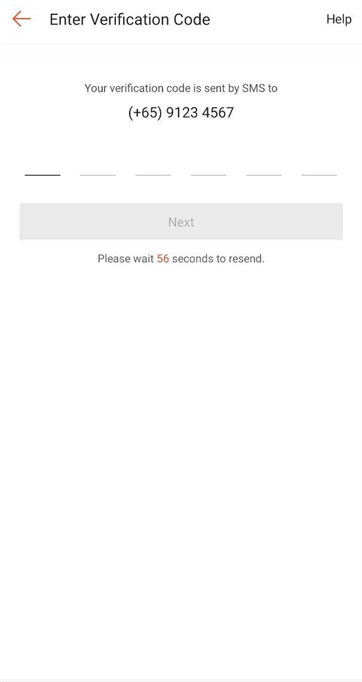 Enter Verification Code
Help
Your verification code is sent by SMS to
(+65) 9123 4567
Next
Please wait 56 seconds to resend.